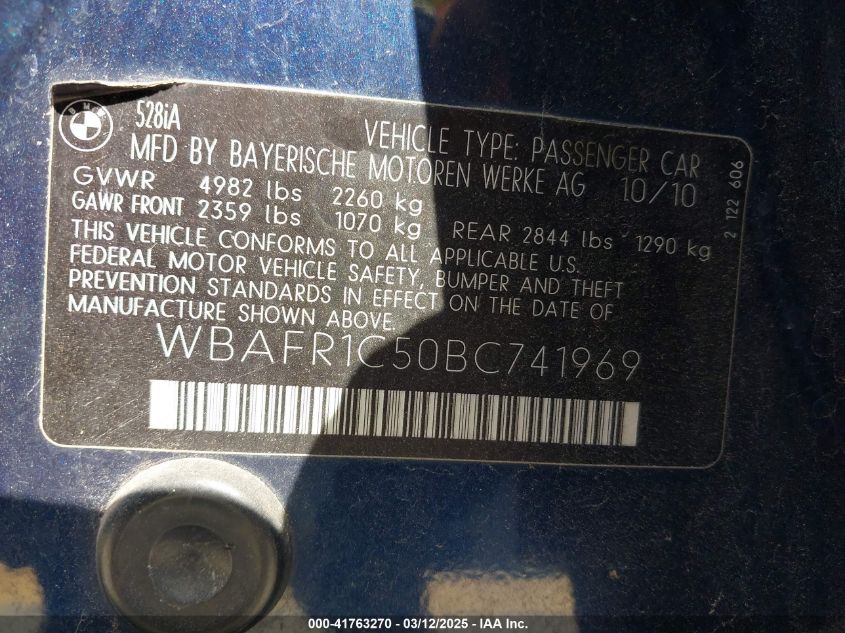 BMW
528iA
VEHICLE TYPE: PASSENGER CAR
MFD BY BAYERISCHE MOTOREN WERKE AG 10/10
GVWR 4982 lbs 2260 kg
GAWR FRONT 2359 lbs 1070 kg REAR 2844 lbs 1290 kg
THIS VEHICLE CONFORMS TO ALL APPLICABLE U.S.
FEDERAL MOTOR VEHICLE SAFETY, BUMPER AND THEFT
PREVENTION STANDARDS IN EFFECT ON THE DATE OF
MANUFACTURE SHOWN ABOVE.
WBAFR1C50BC741969
2 122 606
000-41763270 - 03/12/2025 - IAA Inc.